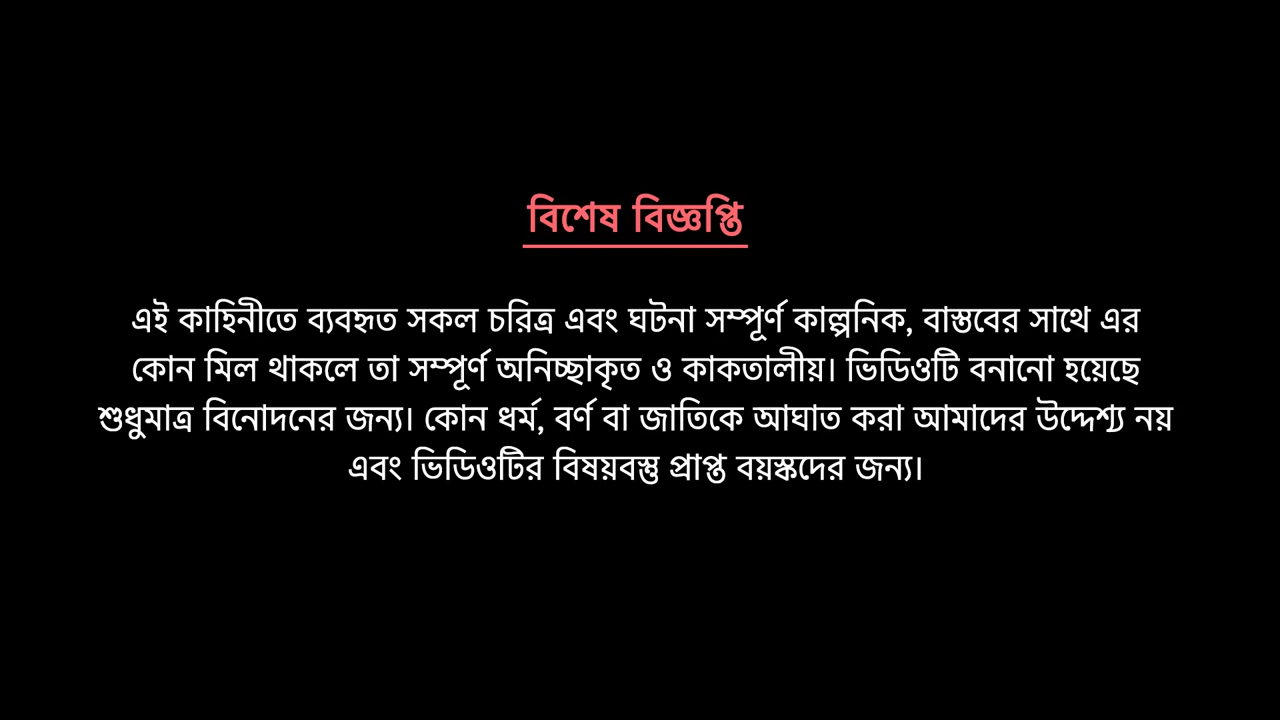 বিশেষ বিজ্ঞপ্তি
এই কাহিনীতে ব্যবহৃত সকল চরিত্র এবং ঘটনা সম্পূর্ণ কাল্পনিক, বাস্তবের সাথে এর
কোন মিল থাকলে তা সম্পূর্ণ অনিচ্ছাকৃত ও কাকতালীয়। ভিডিওটি বনানো হয়েছে
শুধুমাত্র বিনোদনের জন্য। কোন ধর্ম, বর্ণ বা জাতিকে আঘাত করা আমাদের উদ্দেশ্য নয়
এবং ভিডিওটির বিষয়বস্তু প্রাপ্ত বয়স্কদের জন্য।